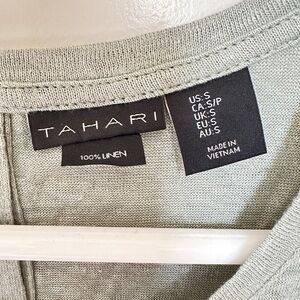 TAHARI
100% LINEN
US:S
CA:S/P
UK:S
EU:S
AU:S
MADE IN
VIETNAM